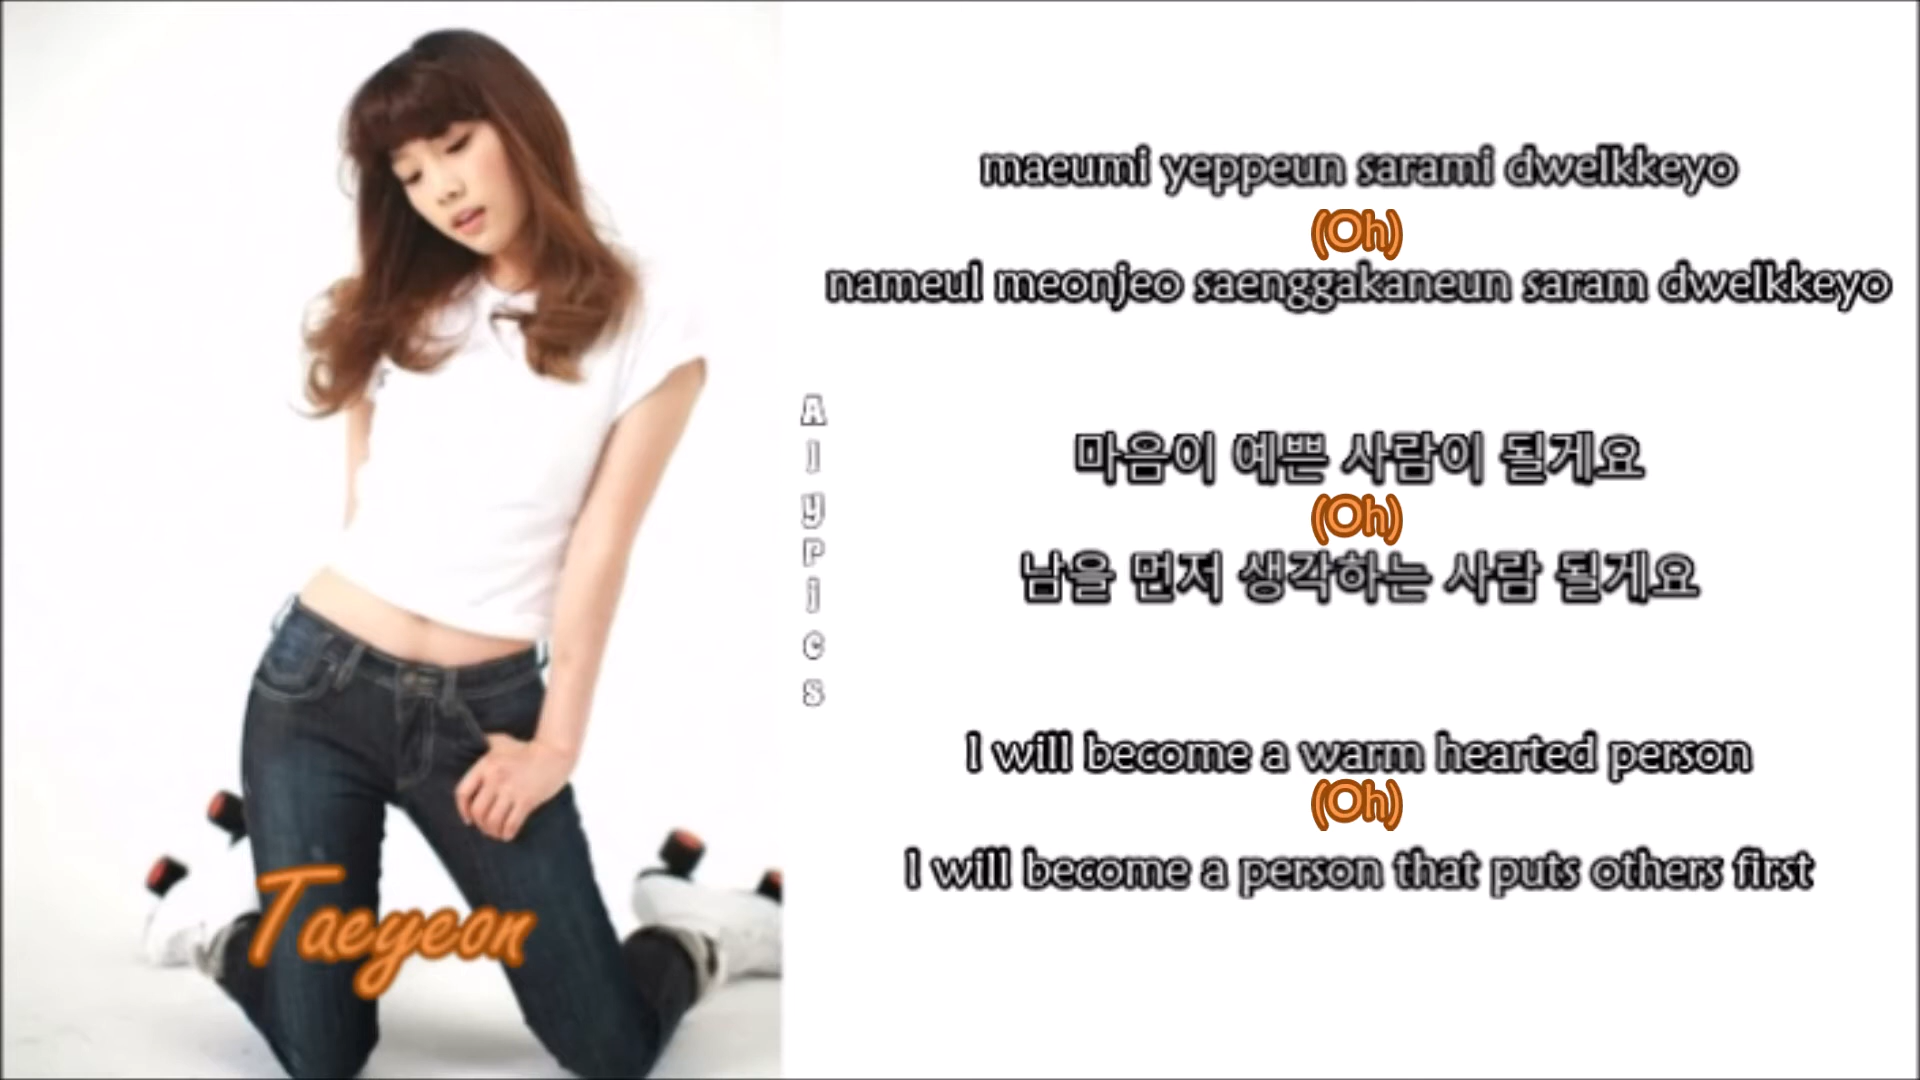 maeumi yeppeun sarami dwelkkeyo
(Oh)
nameul meonjeo saenggakaneun saram dwelkkeyo
마음이 예쁜 사람이 될게요
(Oh)
남을 먼저 생각하는 사람 될게요
I will become a warm hearted person
(Oh)
I will become a person that puts others first
Alypics
Taeyeon